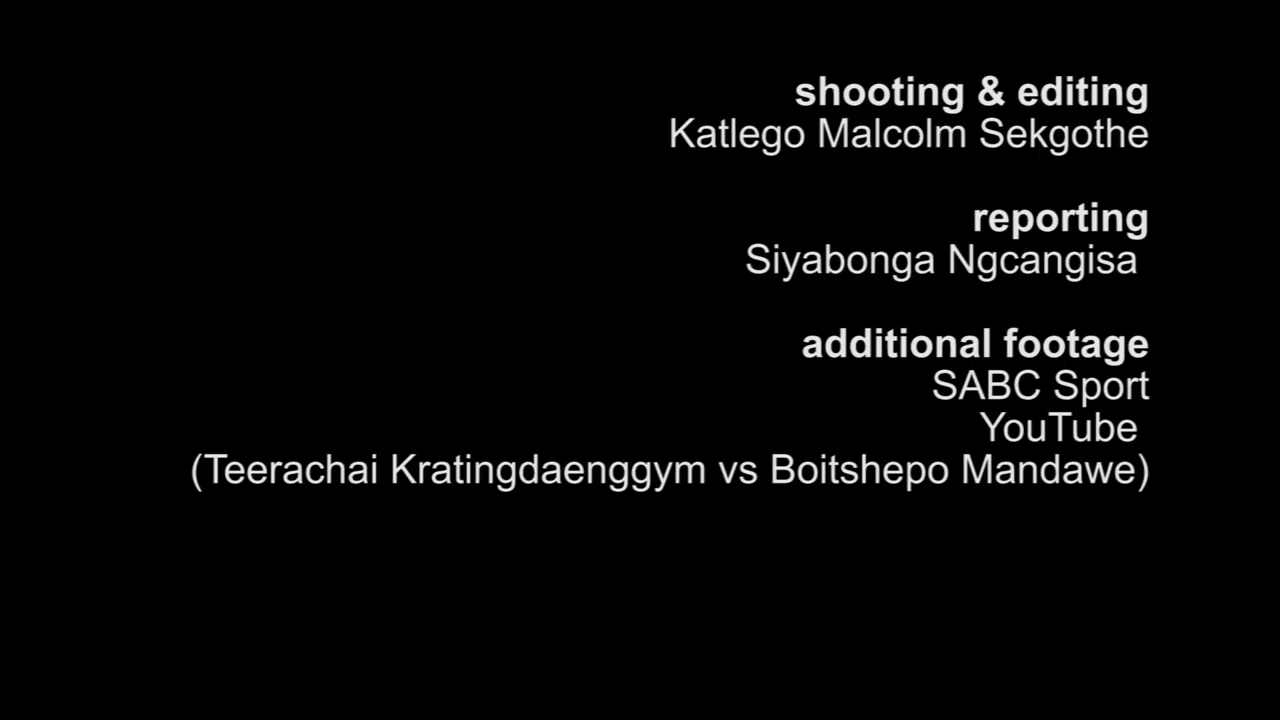 shooting & editing
Katlego Malcolm Sekgothe
reporting
Siyabonga Ngcangisa
additional footage
SABC Sport
YouTube
(Teerachai Kratingdaenggym vs Boitshepo Mandawe)